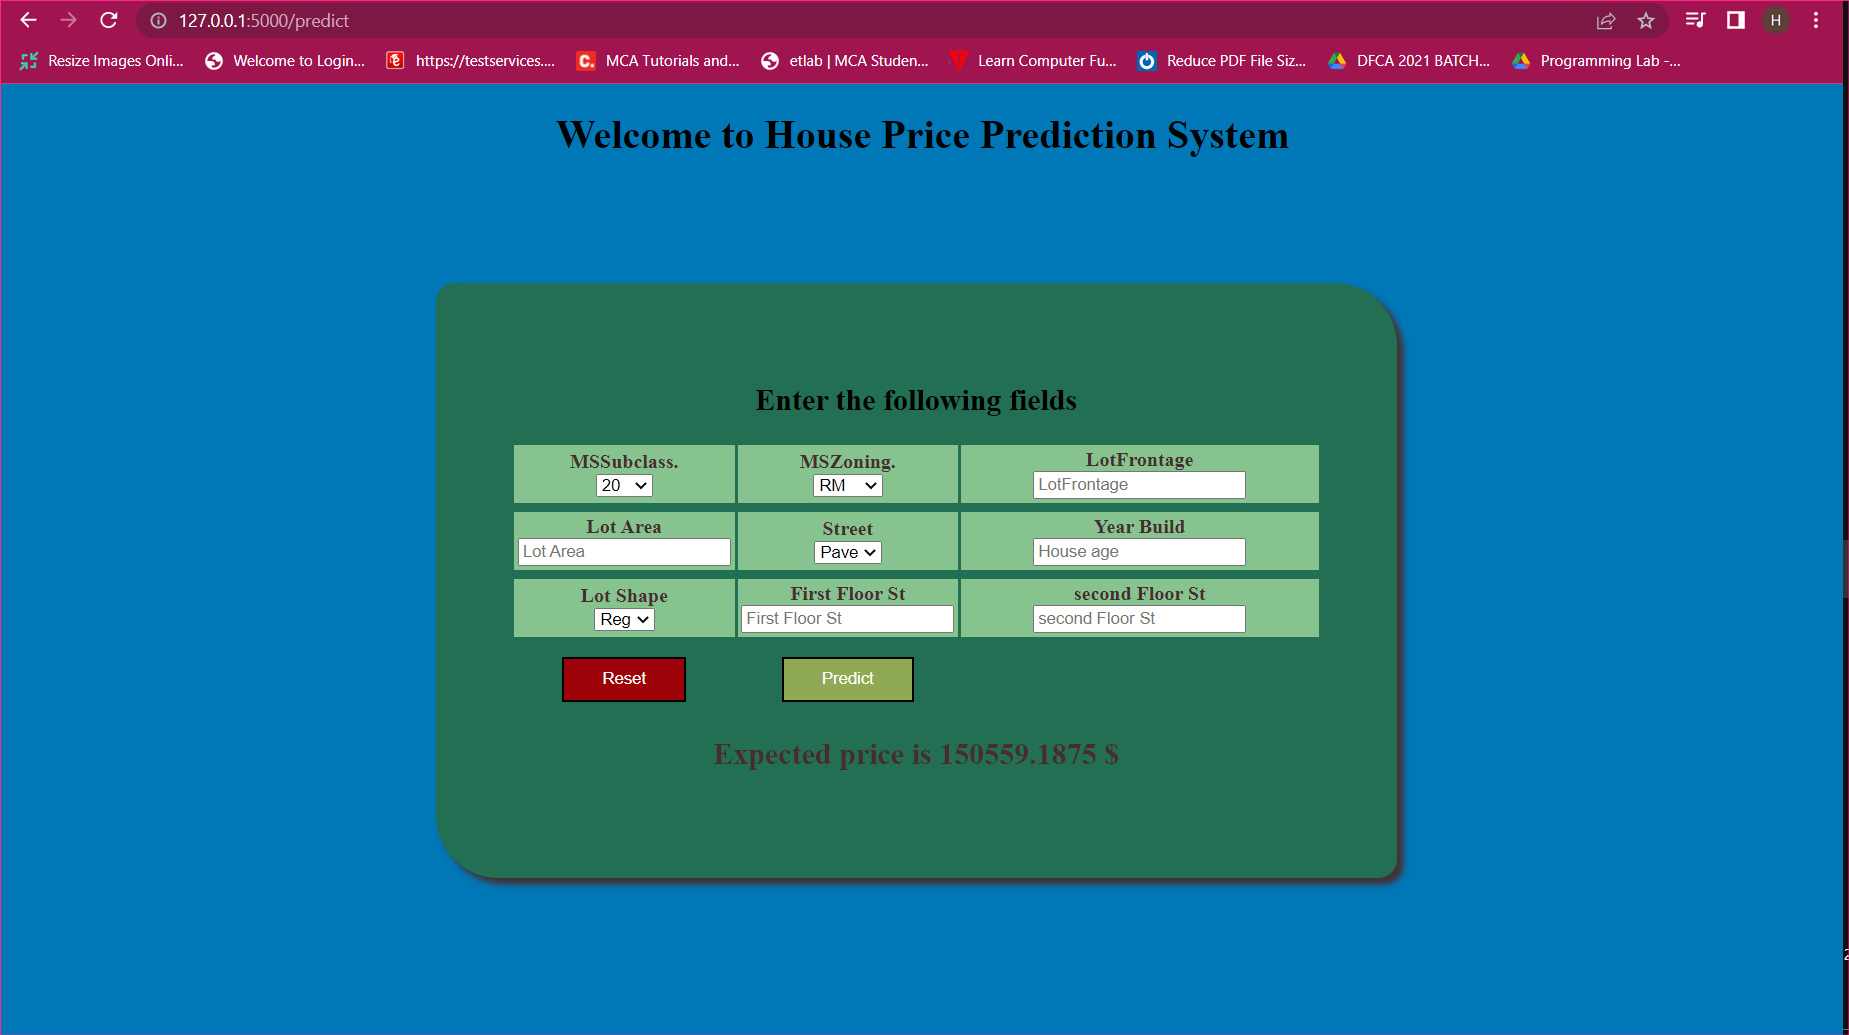 127.0.0.1:5000/predict
H
Resize Images Onli... Welcome to Login... https://testservices.... MCA Tutorials and... etlab | MCA Studen... Learn Computer Fu... Reduce PDF File Siz... DFCA 2021 BATCH... Programming Lab -...
Welcome to House Price Prediction System
Enter the following fields
MSSubclass. MSZoning. LotFrontage
20 RM LotFrontage
Lot Area Street Year Build
Lot Area Pave House age
Lot Shape First Floor St second Floor St
Reg First Floor St second Floor St
Reset Predict
Expected price is 150559.1875 $